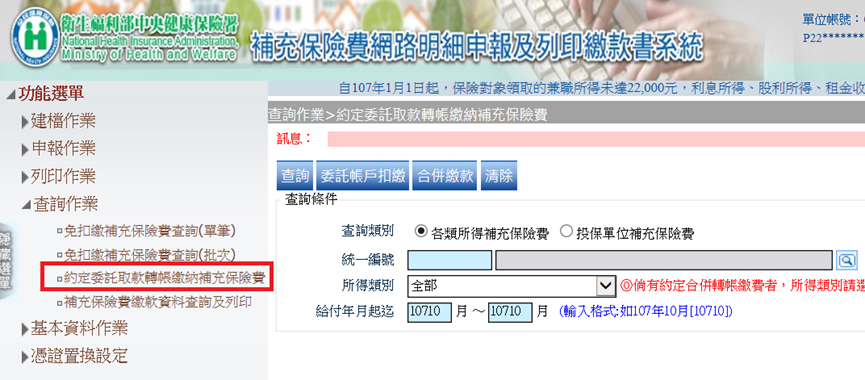 衛生福利部中央健康保險署
National Health Insurance Administration,
Ministry of Health and Welfare
補充保險費網路明細申報及列印繳款書系統
單位帳號：
P22*******
自107年1月1日起，保險對象領取的兼職所得未達22,000元，利息所得、股利所得、租金收
功能選單
建檔作業
申報作業
列印作業
查詢作業
免扣繳補充保險費查詢(單筆)
免扣繳補充保險費查詢(批次)
約定委託取款轉帳繳納補充保險費
補充保險費繳款資料查詢及列印
基本資料作業
憑證置換設定
隱藏選單
查詢作業>約定委託取款轉帳繳納補充保險費
訊息：
查詢 委託帳戶扣繳 合併繳款 清除
查詢條件
查詢類別 各類所得補充保險費 投保單位補充保險費
統一編號
所得類別 全部 ◎倘有約定合併轉帳繳費者，所得類別請選
給付年月起迄 10710 月 ～ 10710 月 (輸入格式:如107年10月[10710])